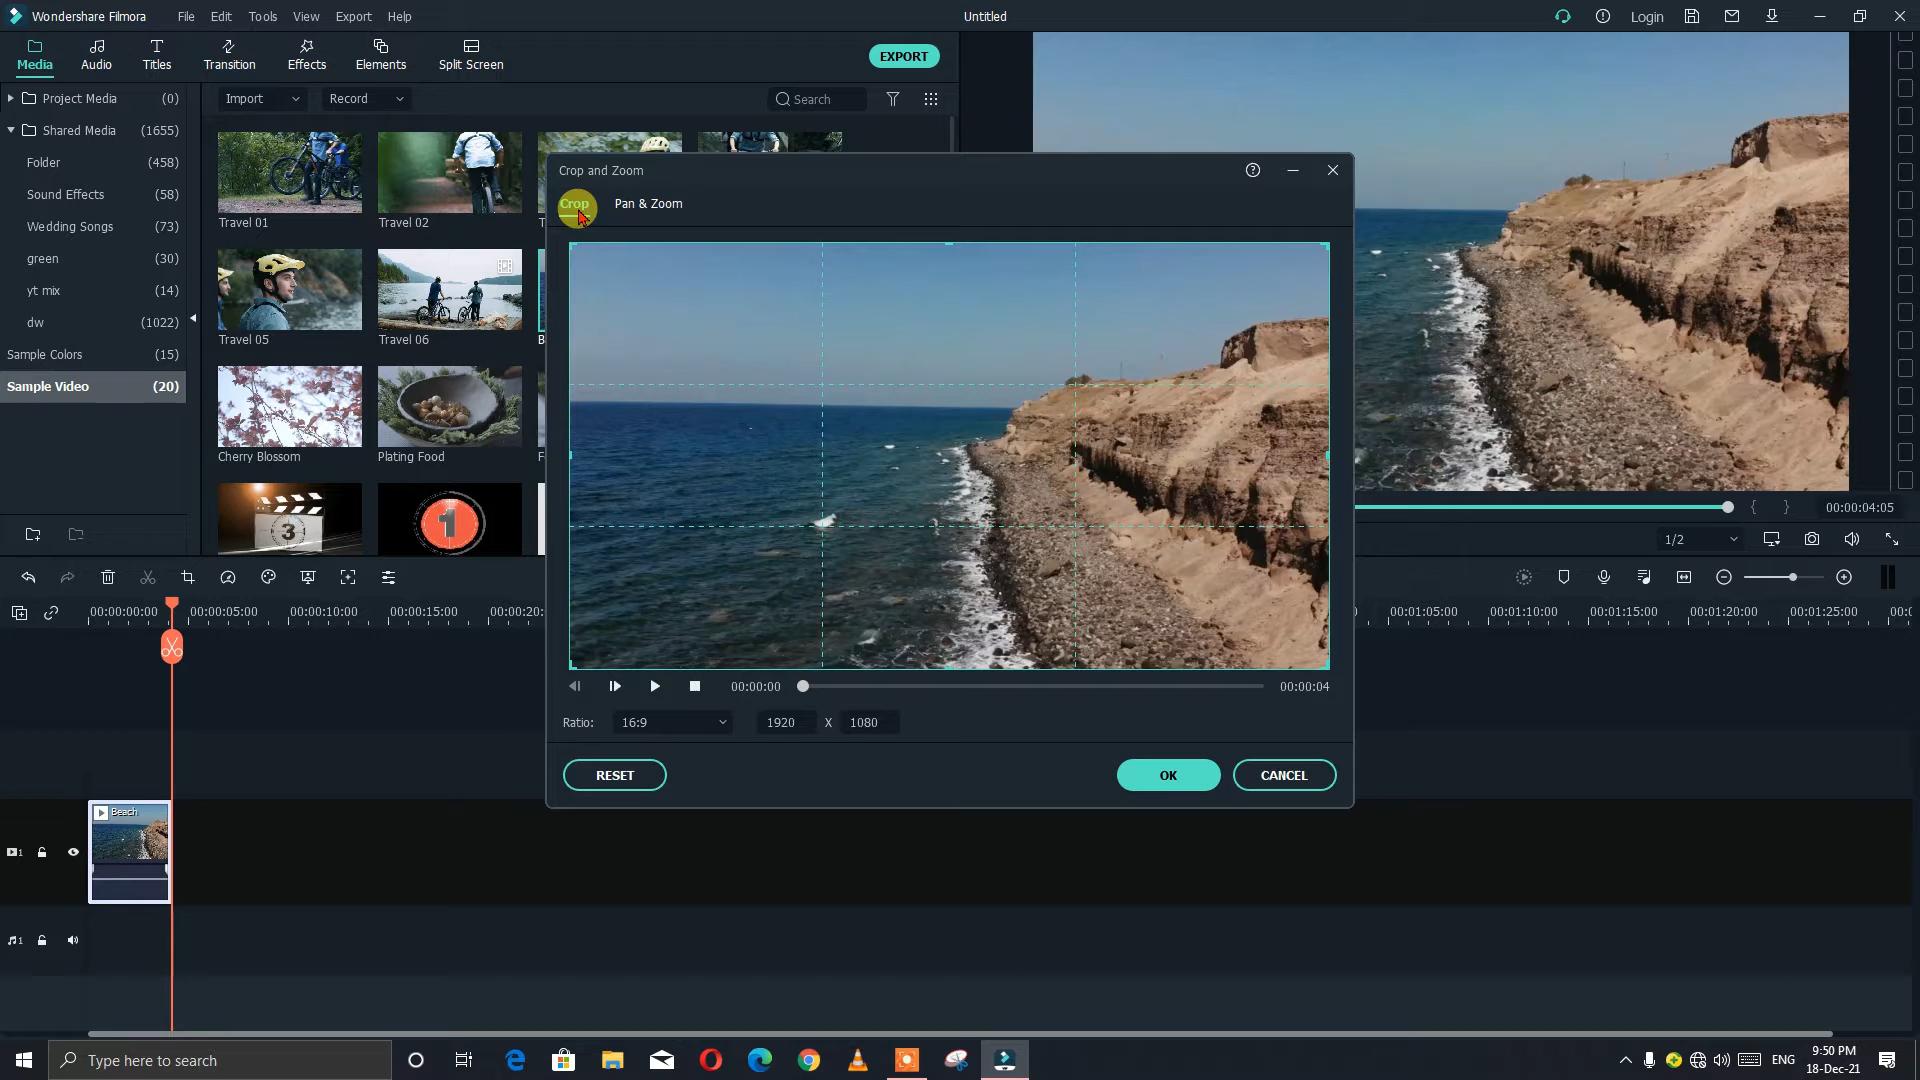 Wondershare Filmora File Edit Tools View Export Help Untitled Login
Media Audio Titles Transition Effects Elements Split Screen EXPORT
Project Media (0)
Shared Media (1655)
Folder (458)
Sound Effects (58)
Wedding Songs (73)
green (30)
yt mix (14)
dw (1022)
Sample Colors (15)
Sample Video (20)
Import Record Search
Travel 01 Travel 02
Travel 05 Travel 06 B
Cherry Blossom Plating Food
3 1
Crop and Zoom
Crop Pan & Zoom
00:00:00 00:00:04
Ratio: 16:9 1920 X 1080
RESET OK CANCEL
{ } 00:00:04:05
1/2
00:00:00:00 00:00:05:00 00:00:10:00 00:00:15:00 00:00:20: 00:01:05:00 00:01:10:00 00:01:15:00 00:01:20:00 00:01:25:00 00:0
Beach
1
1
Type here to search
ENG
9:50 PM
18-Dec-21